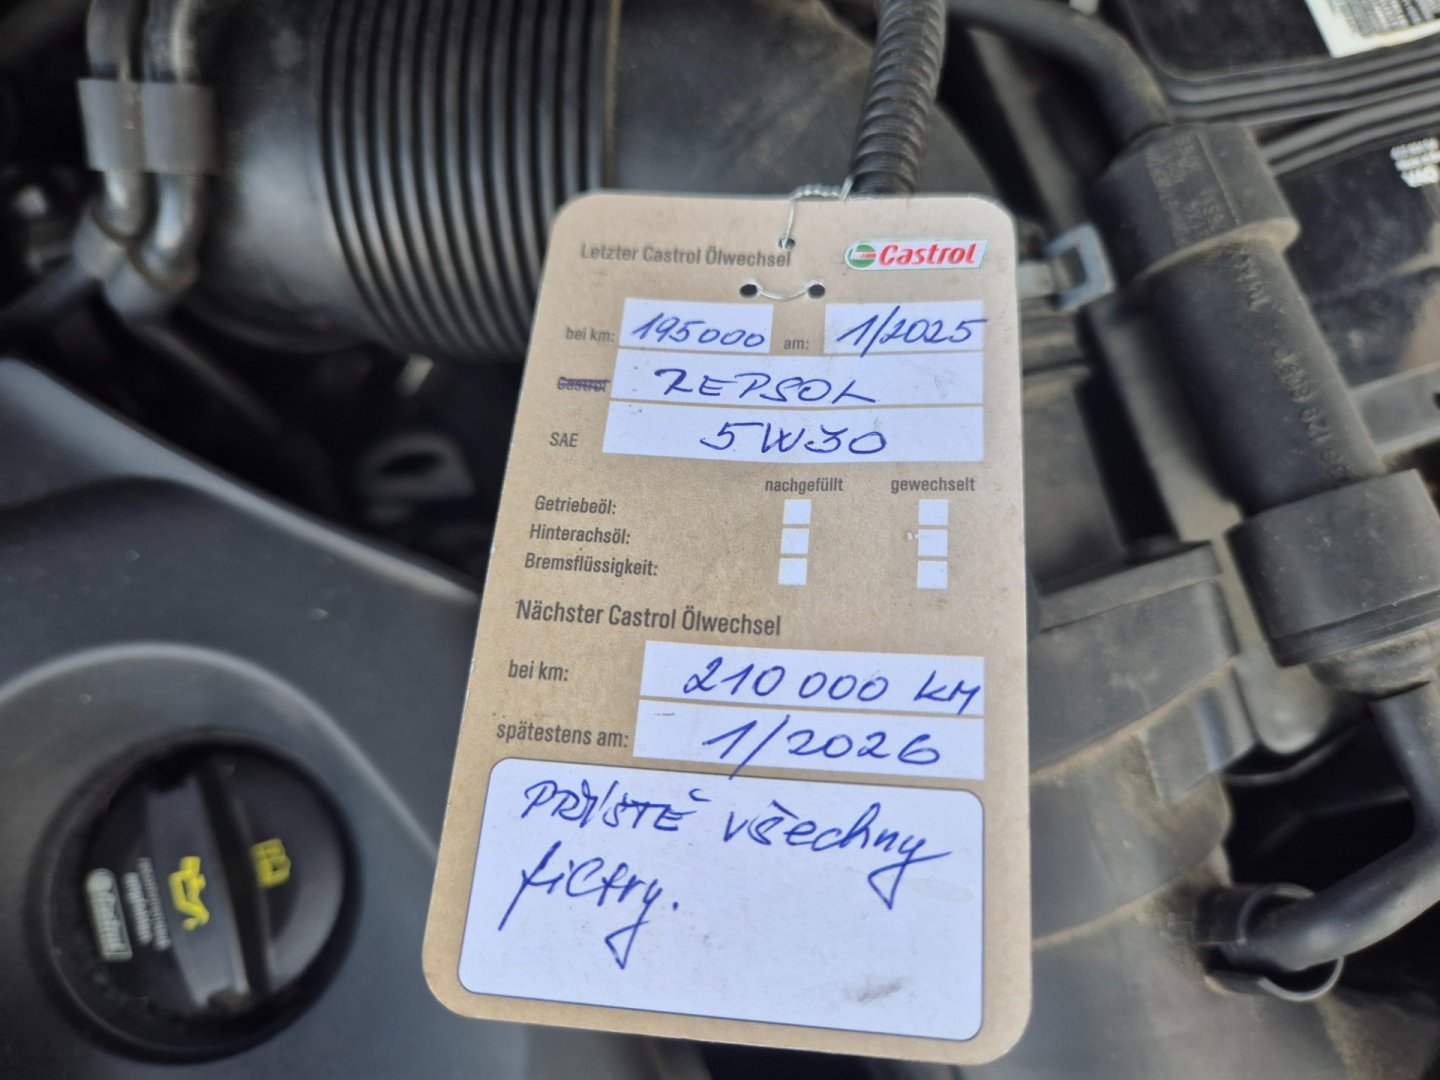 Letzter Castrol Ölwechsel
Castrol
bei km: 195000 am: 1/2025
Castrol REPSOL
SAE 5W30
nachgefüllt gewechselt
Getriebeöl:
Hinterachsöl:
Bremsflüssigkeit:
Nächster Castrol Ölwechsel
bei km: 210 000 KM
spätestens am: 1/2026
PŘÍŠTĚ všechny
filtry.